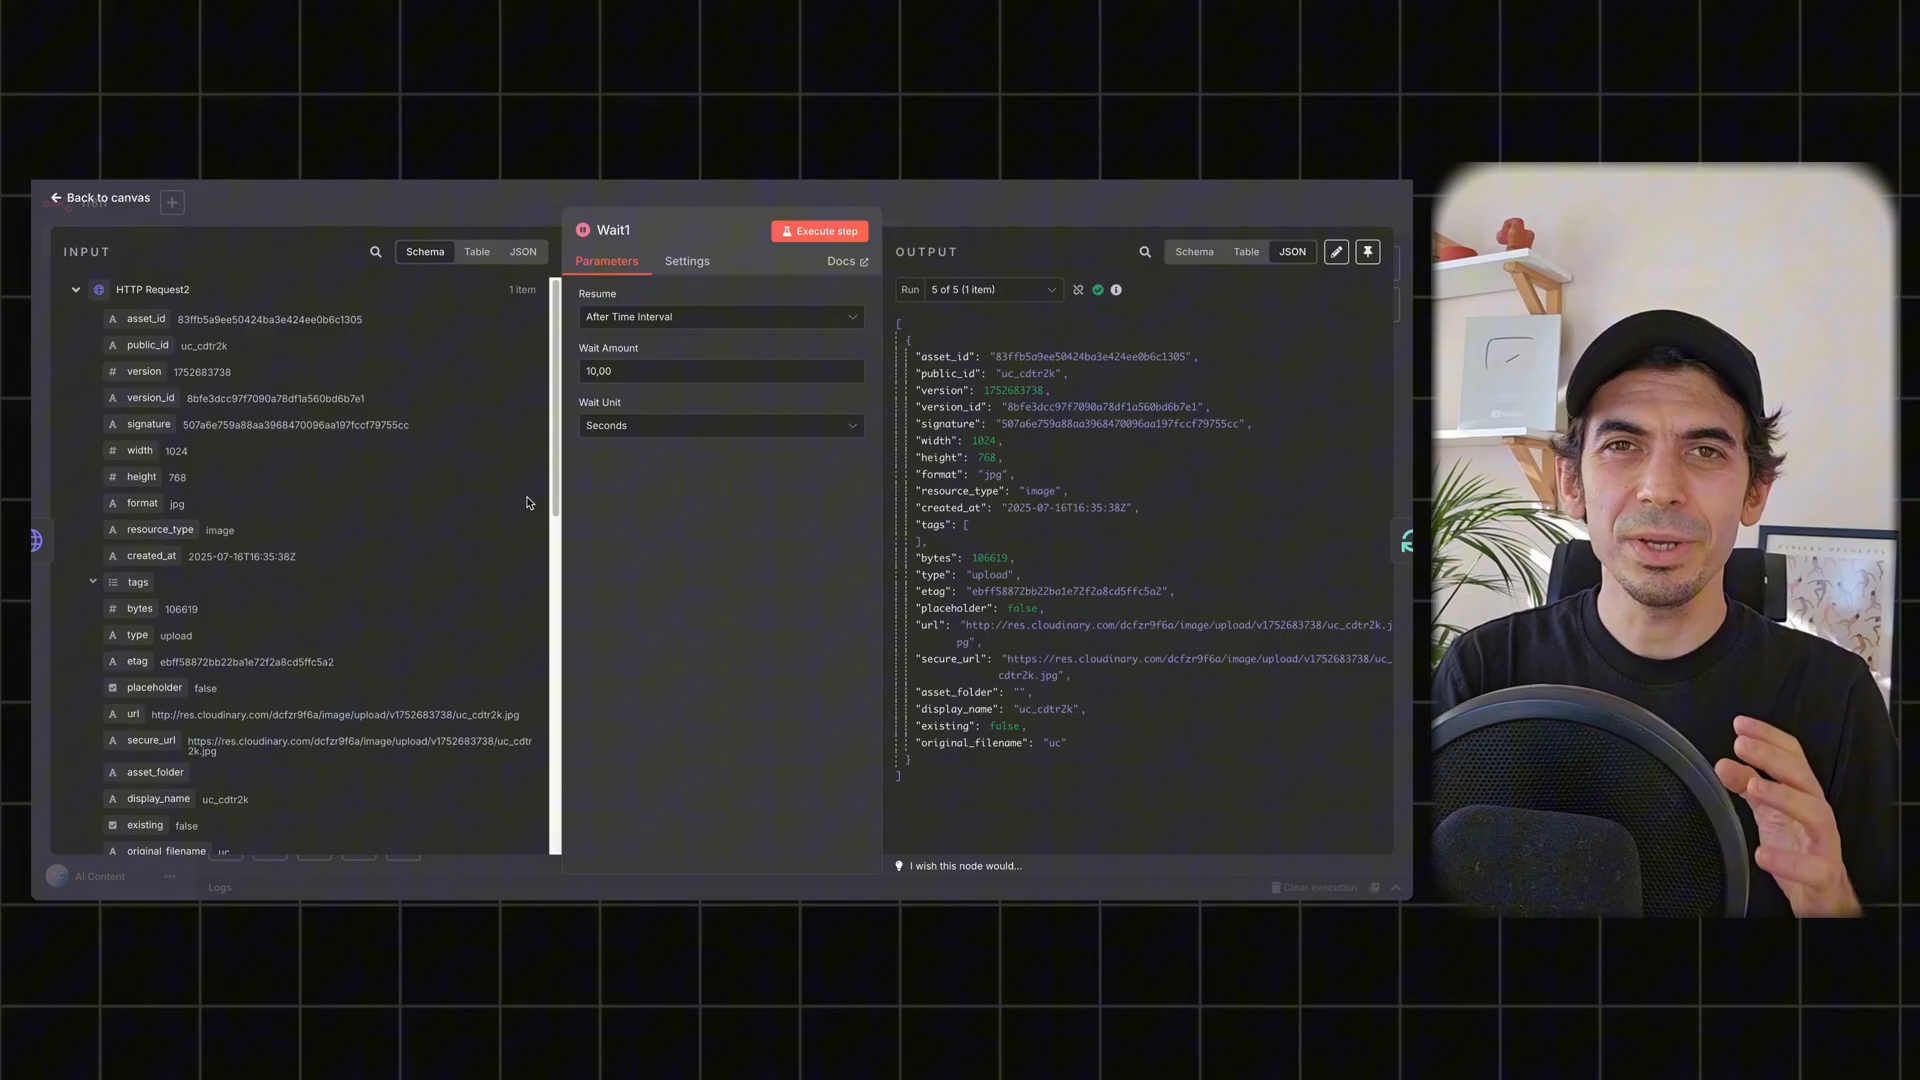 Back to canvas
INPUT
Schema Table JSON
HTTP Request2 1 item
A asset_id 83ffb5a9ee50424ba3e424ee0b6c1305
A public_id uc_cdtr2k
# version 1752683738
A version_id 8bfe3dcc97f7090a78df1a560bd6b7e1
A signature 507a6e759a88aa3968470096aa197fccf79755cc
# width 1024
# height 768
A format jpg
A resource_type image
A created_at 2025-07-16T16:35:38Z
tags
# bytes 106619
A type upload
A etag ebff58872bb22ba1e72f2a8cd5ffc5a2
placeholder false
A url http://res.cloudinary.com/dcfzr9f6a/image/upload/v1752683738/uc_cdtr2k.jpg
A secure_url https://res.cloudinary.com/dcfzr9f6a/image/upload/v1752683738/uc_cdtr
2k.jpg
A asset_folder
A display_name uc_cdtr2k
existing false
A original_filename uc
AI Content
Logs
Wait1
Execute step
Parameters Settings Docs
Resume
After Time Interval
Wait Amount
10,00
Wait Unit
Seconds
OUTPUT
Schema Table JSON
Run 5 of 5 (1 item)
[
{
"asset_id": "83ffb5a9ee50424ba3e424ee0b6c1305",
"public_id": "uc_cdtr2k",
"version": 1752683738,
"version_id": "8bfe3dcc97f7090a78df1a560bd6b7e1",
"signature": "507a6e759a88aa3968470096aa197fccf79755cc",
"width": 1024,
"height": 768,
"format": "jpg",
"resource_type": "image",
"created_at": "2025-07-16T16:35:38Z",
"tags": [
],
"bytes": 106619,
"type": "upload",
"etag": "ebff58872bb22ba1e72f2a8cd5ffc5a2",
"placeholder": false,
"url": "http://res.cloudinary.com/dcfzr9f6a/image/upload/v1752683738/uc_cdtr2k.j
pg",
"secure_url": "https://res.cloudinary.com/dcfzr9f6a/image/upload/v1752683738/uc_
cdtr2k.jpg",
"asset_folder": "",
"display_name": "uc_cdtr2k",
"existing": false,
"original_filename": "uc"
}
]
I wish this node would...
Clear execution